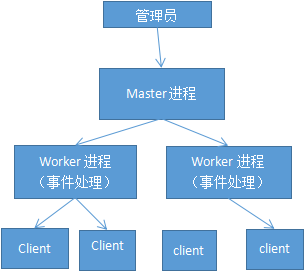 管理员
Master 进程
Worker 进程
（事件处理）
Worker 进程
（事件处理）
Client
Client
client
client